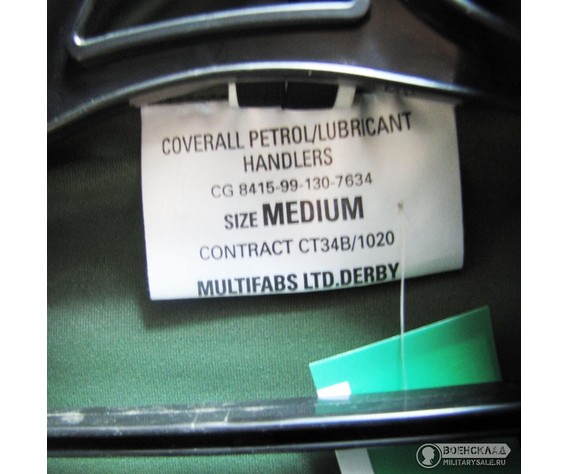 COVERALL PETROL/LUBRICANT
HANDLERS
CG 8415-99-130-7634
SIZE MEDIUM
CONTRACT CT34B/1020
MULTIFABS LTD.DERBY
ВОЕНСКЛАД
MILITARYSALE.RU